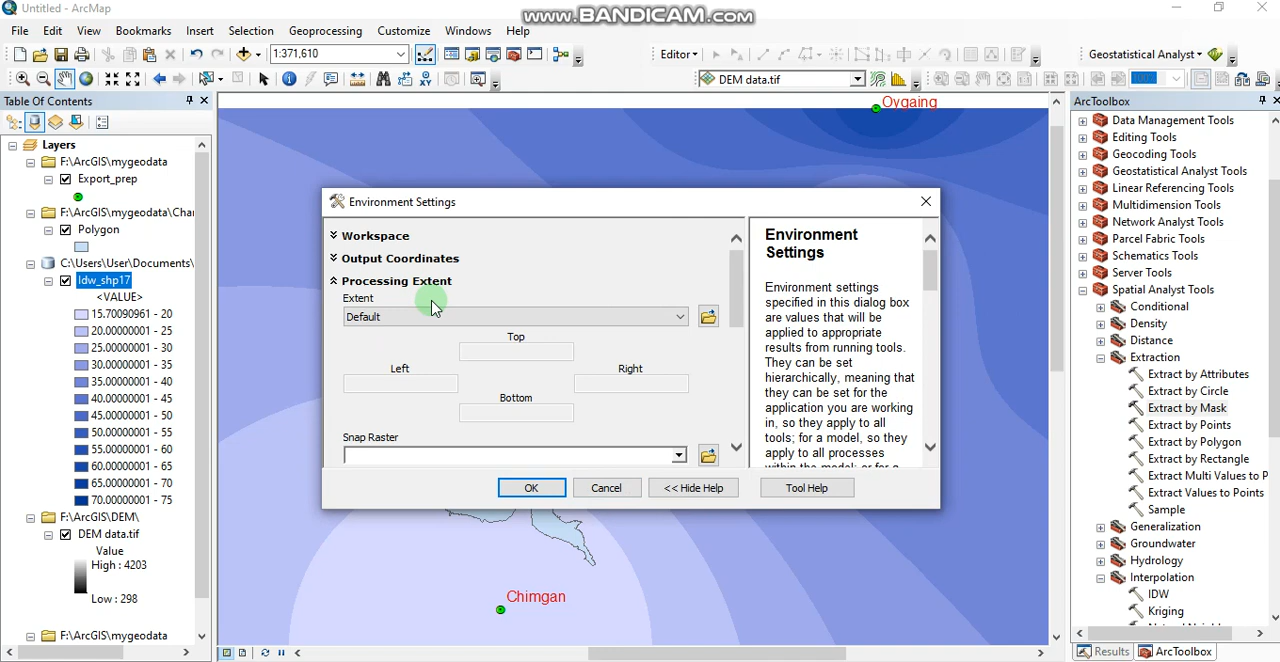 Untitled - ArcMap
www.BANDICAM.com
File Edit View Bookmarks Insert Selection Geoprocessing Customize Windows Help
1:371,610
Editor
Geostatistical Analyst
DEM data.tif
Table Of Contents
Layers
F:\ArcGIS\mygeodata
Export_prep
F:\ArcGIS\mygeodata\Char
Polygon
C:\Users\User\Documents\
Idw_shp17
<VALUE>
15.70090961 - 20
20.00000001 - 25
25.00000001 - 30
30.00000001 - 35
35.00000001 - 40
40.00000001 - 45
45.00000001 - 50
50.00000001 - 55
55.00000001 - 60
60.00000001 - 65
65.00000001 - 70
70.00000001 - 75
F:\ArcGIS\DEM\
DEM data.tif
Value
High : 4203
Low : 298
F:\ArcGIS\mygeodata
Oygaing
Chimgan
Environment Settings
Workspace
Output Coordinates
Processing Extent
Extent
Default
Top
Left
Right
Bottom
Snap Raster
OK
Cancel
<< Hide Help
Tool Help
Environment
Settings
Environment settings
specified in this dialog box
are values that will be
applied to appropriate
results from running tools.
They can be set
hierarchically, meaning that
they can be set for the
application you are working
in, so they apply to all
tools; for a model, so they
apply to all processes
within the model; or for a
ArcToolbox
Data Management Tools
Editing Tools
Geocoding Tools
Geostatistical Analyst Tools
Linear Referencing Tools
Multidimension Tools
Network Analyst Tools
Parcel Fabric Tools
Schematics Tools
Server Tools
Spatial Analyst Tools
Conditional
Density
Distance
Extraction
Extract by Attributes
Extract by Circle
Extract by Mask
Extract by Points
Extract by Polygon
Extract by Rectangle
Extract Multi Values to P
Extract Values to Points
Sample
Generalization
Groundwater
Hydrology
Interpolation
IDW
Kriging
Results
ArcToolbox